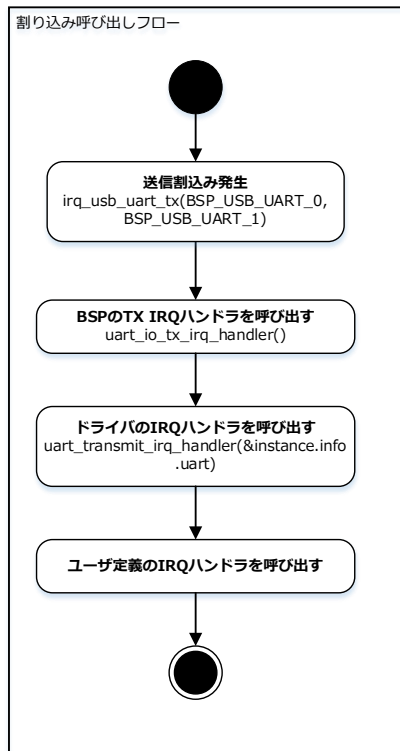 割り込み呼び出しフロー
送信割込み発生
irq_usb_uart_tx(BSP_USB_UART_0,
BSP_USB_UART_1)
BSPのTX IRQハンドラを呼び出す
uart_io_tx_irq_handler()
ドライバのIRQハンドラを呼び出す
uart_transmit_irq_handler(&instance.info
.uart)
ユーザ定義のIRQハンドラを呼び出す